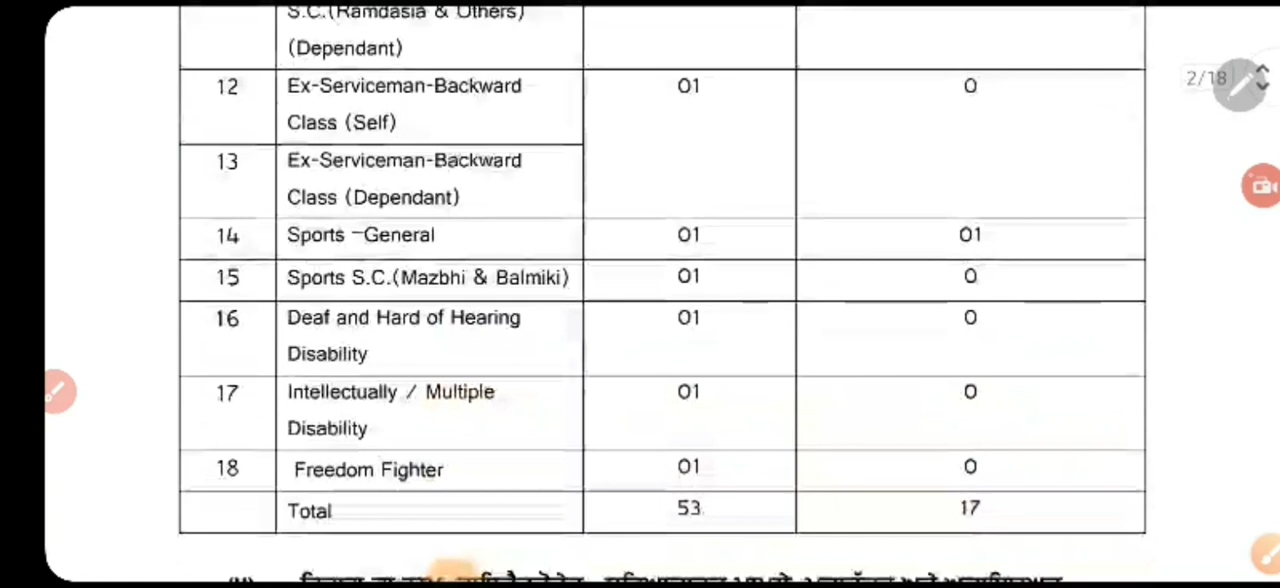 S.C.(Ramdasia & Others)
(Dependant)
12 Ex-Serviceman-Backward 01 0
Class (Self)
13 Ex-Serviceman-Backward
Class (Dependant)
14 Sports –General 01 01
15 Sports S.C.(Mazbhi & Balmiki) 01 0
16 Deaf and Hard of Hearing 01 0
Disability
17 Intellectually / Multiple 01 0
Disability
18 Freedom Fighter 01 0
Total 53 17
2/18